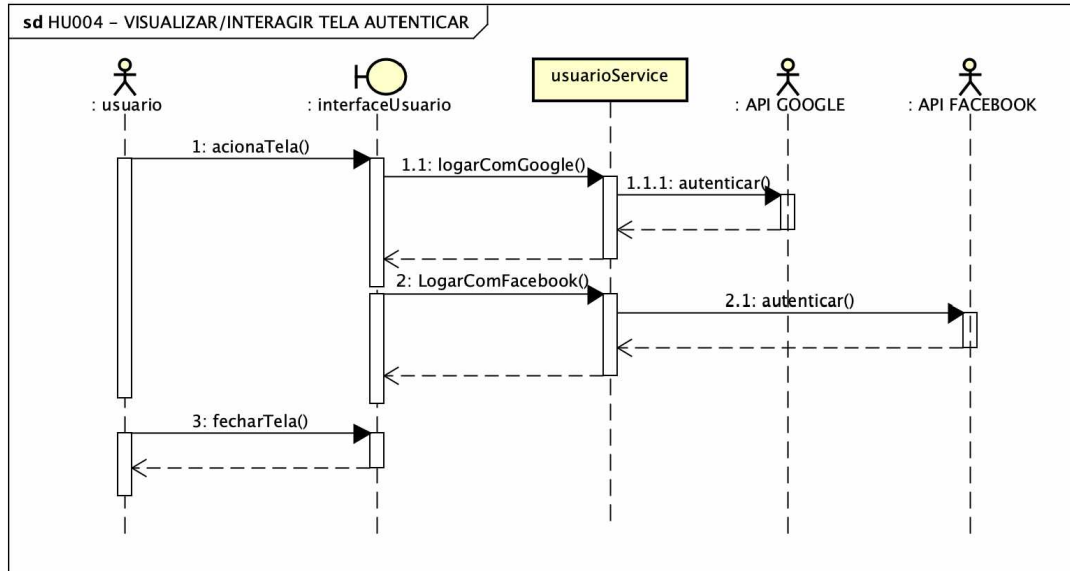 sd HU004 - VISUALIZAR/INTERAGIR TELA AUTENTICAR
: usuario
: interfaceUsuario
usuarioService
: API GOOGLE
: API FACEBOOK
1: acionaTela()
1.1: logarComGoogle()
1.1.1: autenticar()
2: LogarComFacebook()
2.1: autenticar()
3: fecharTela()